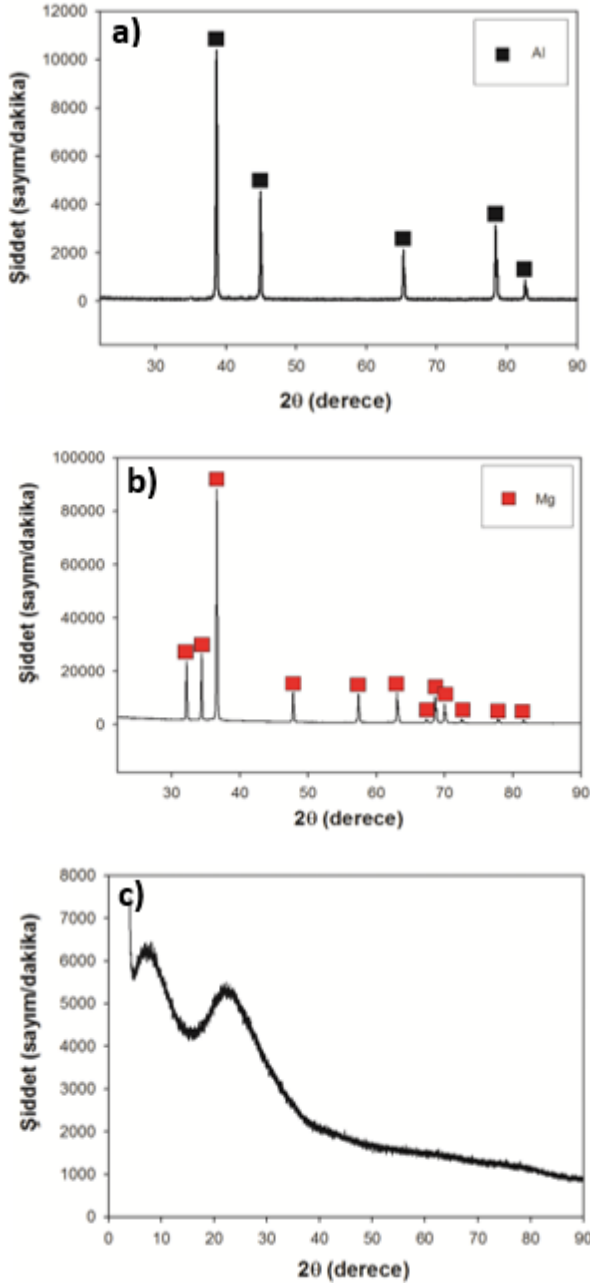 a)
Al
12000
10000
8000
6000
4000
2000
0
Şiddet (sayım/dakika)
30 40 50 60 70 80 90
2θ (derece)
b)
Mg
100000
80000
60000
40000
20000
0
Şiddet (sayım/dakika)
30 40 50 60 70 80 90
2θ (derece)
c)
8000
7000
6000
5000
4000
3000
2000
1000
0
Şiddet (sayım/dakika)
0 10 20 30 40 50 60 70 80 90
2θ (derece)